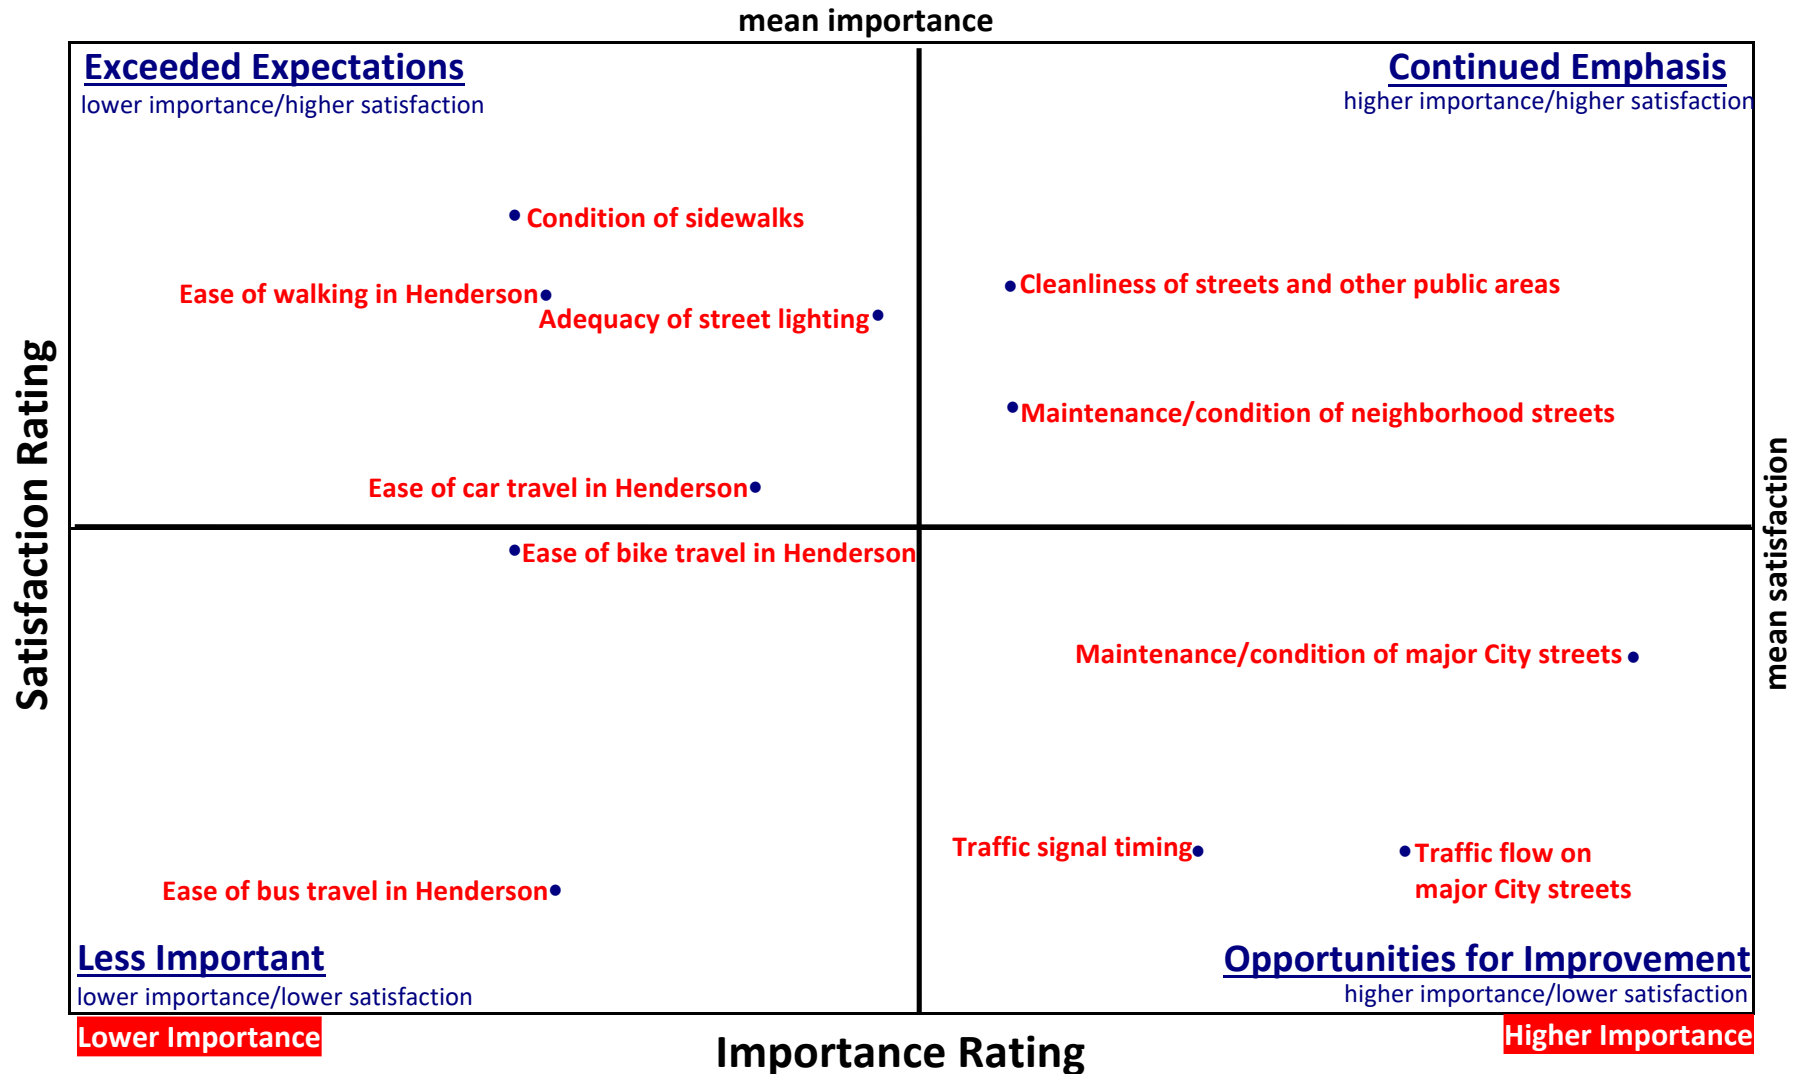 mean importance
Exceeded Expectations
lower importance/higher satisfaction
Continued Emphasis
higher importance/higher satisfaction
Condition of sidewalks
Ease of walking in Henderson
Adequacy of street lighting
Cleanliness of streets and other public areas
Maintenance/condition of neighborhood streets
Ease of car travel in Henderson
Satisfaction Rating
mean satisfaction
Ease of bike travel in Henderson
Maintenance/condition of major City streets
Traffic signal timing
Traffic flow on
major City streets
Ease of bus travel in Henderson
Less Important
lower importance/lower satisfaction
Opportunities for Improvement
higher importance/lower satisfaction
Lower Importance
Importance Rating
Higher Importance